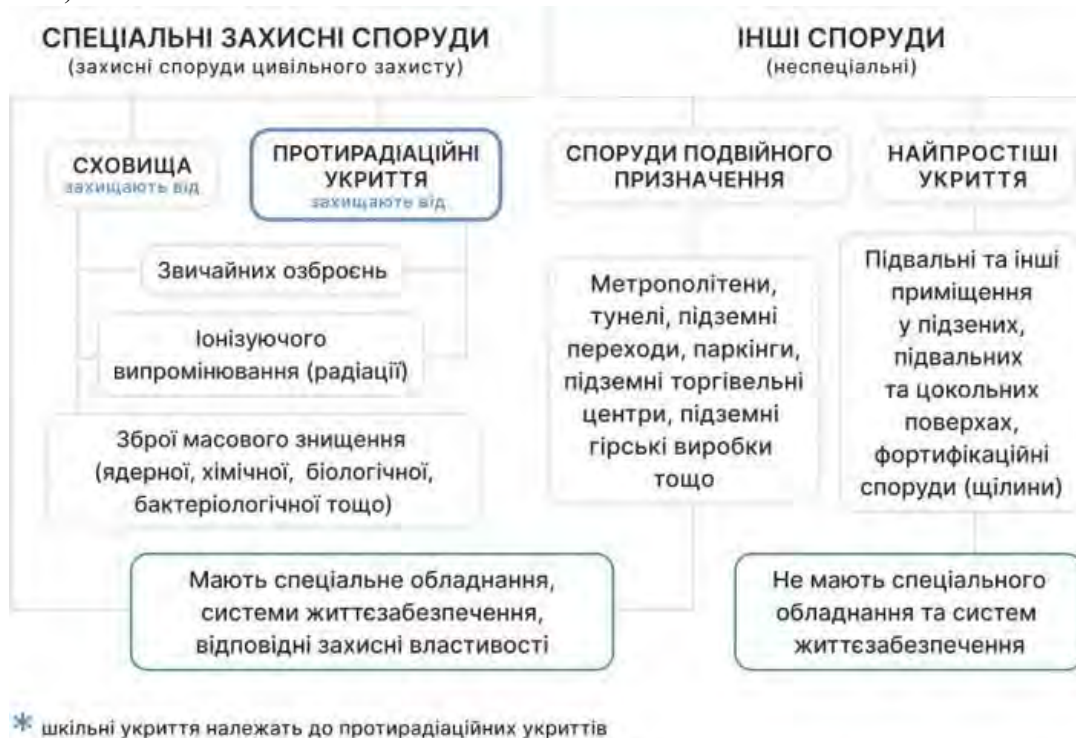 СПЕЦІАЛЬНІ ЗАХИСНІ СПОРУДИ
(захисні споруди цивільного захисту)
ІНШІ СПОРУДИ
(неспеціальні)
СХОВИЩА
захищають від
ПРОТИРАДІАЦІЙНІ
УКРИТТЯ
захищають від
СПОРУДИ ПОДВІЙНОГО
ПРИЗНАЧЕННЯ
НАЙПРОСТІШІ
УКРИТТЯ
Звичайних озброєнь
Іонізуючого
випромінювання (радіації)
Зброї масового знищення
(ядерної, хімічної, біологічної,
бактеріологічної тощо)
Метрополітени,
тунелі, підземні
переходи, паркінги,
підземні торгівельні
центри, підземні
гірські виробки
тощо
Підвальні та інші
приміщення
у підзених,
підвальних
та цокольних
поверхах,
фортифікаційні
споруди (щілини)
Мають спеціальне обладнання,
системи життєзабезпечення,
відповідні захисні властивості
Не мають спеціального
обладнання та систем
життєзабезпечення
* шкільні укриття належать до протирадіаційних укриттів